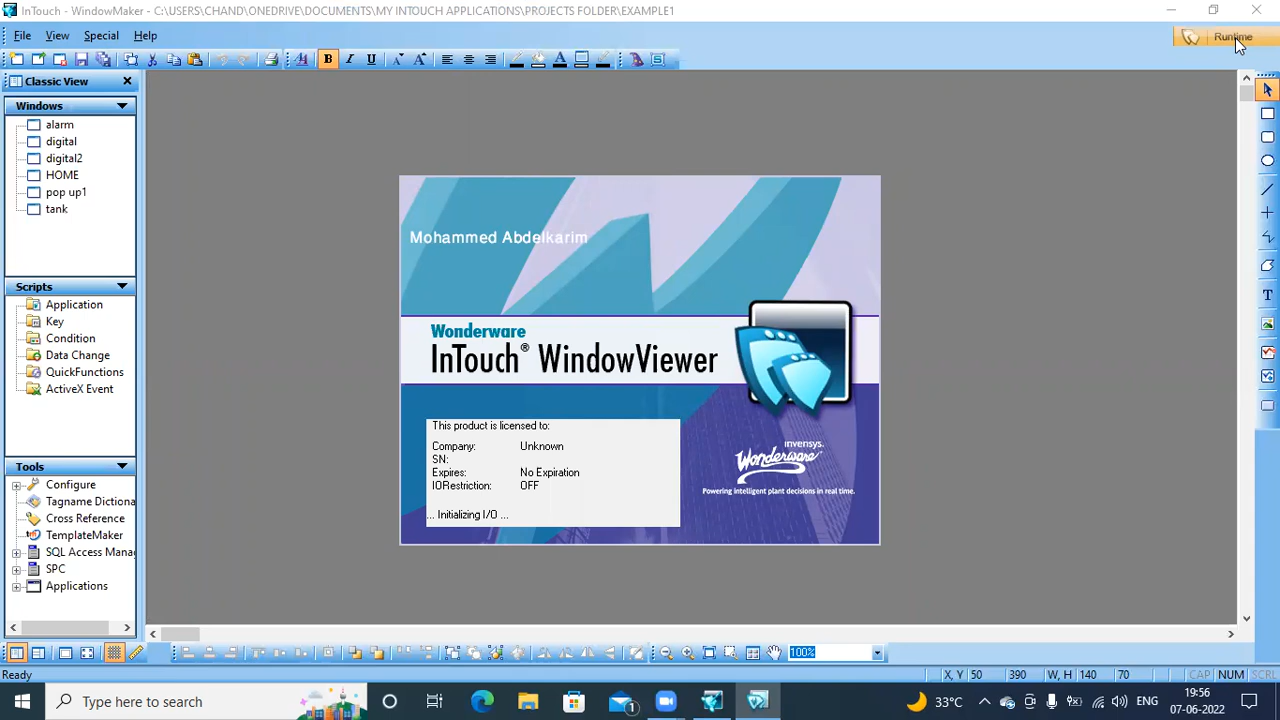 InTouch - WindowMaker - C:\USERS\CHAND\ONEDRIVE\DOCUMENTS\MY INTOUCH APPLICATIONS\PROJECTS FOLDER\EXAMPLE1
File View Special Help
Runtime
Classic View
Windows
alarm
digital
digital2
HOME
pop up1
tank
Scripts
Application
Key
Condition
Data Change
QuickFunctions
ActiveX Event
Tools
Configure
Tagname Dictiona
Cross Reference
TemplateMaker
SQL Access Mana
SPC
Applications
Mohammed Abdelkarim
Wonderware
InTouch® WindowViewer
This product is licensed to:
Company: Unknown
SN:
Expires: No Expiration
IORestriction: OFF
... Initializing I/O ...
invensys.
Wonderware
Powering intelligent plant decisions in real time.
100%
Ready
X, Y 50 390 W, H 140 70 CAP NUM SCRL
Type here to search
1
33°C
ENG
19:56
07-06-2022